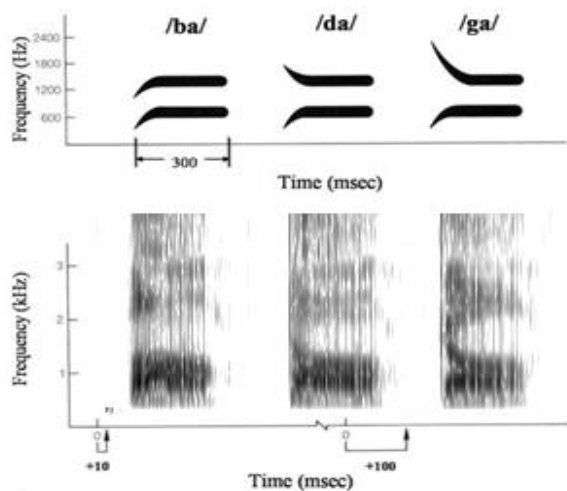 /ba/ /da/ /ga/
Frequency (Hz)
2400
1800
1200
600
300
Time (msec)
Frequency (kHz)
3
2
1
0 0
+10 +100
Time (msec)